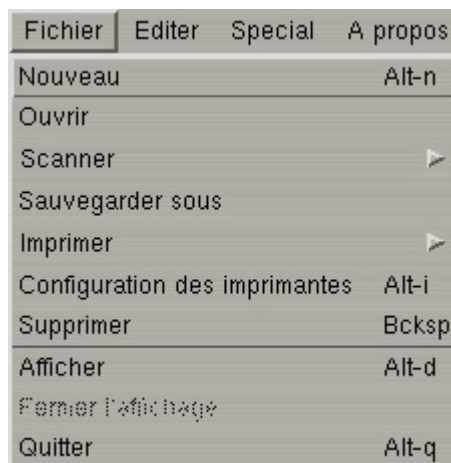 Fichier Editer Special A propos
Nouveau Alt-n
Ouvrir
Scanner
Sauvegarder sous
Imprimer
Configuration des imprimantes Alt-i
Supprimer Bcksp
Afficher Alt-d
Fermer l'affichage
Quitter Alt-q